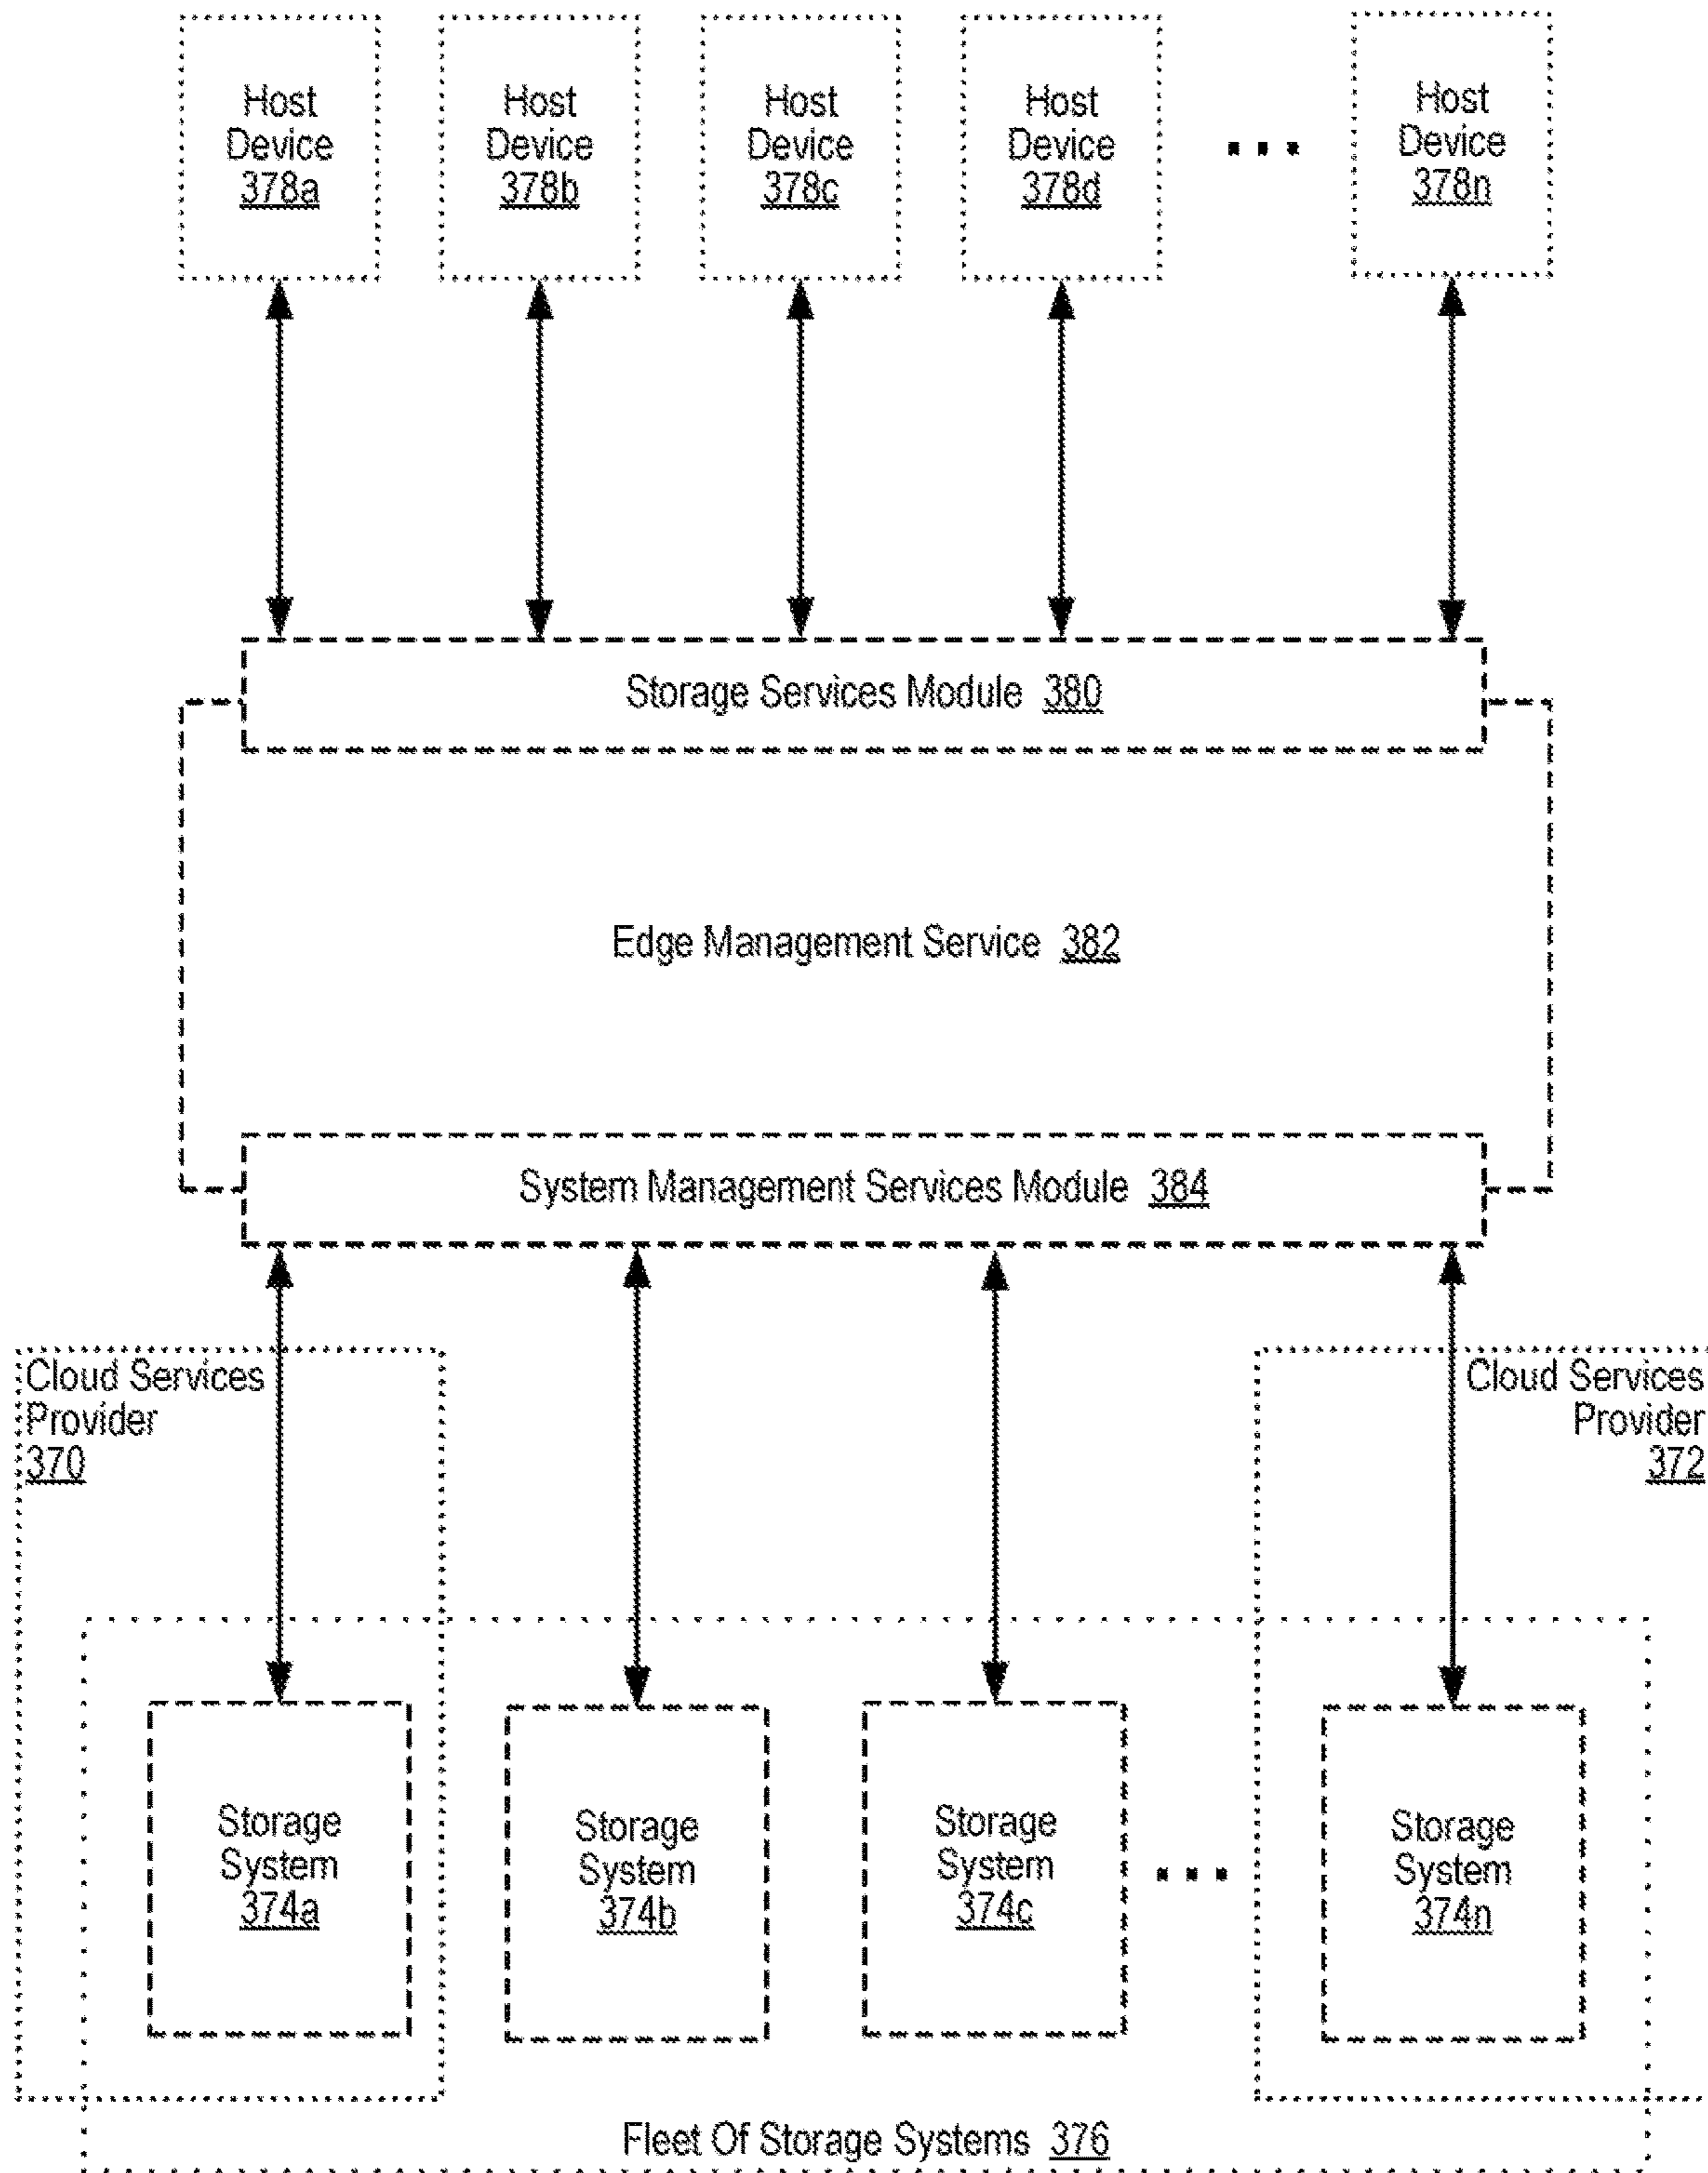 Host
Device
378a
Host
Device
378b
Host
Device
378c
Host
Device
378d
...
Host
Device
378n
Storage Services Module 380
Edge Management Service 382
System Management Services Module 384
Cloud Services
Provider
370
Cloud Services
Provider
372
Storage
System
374a
Storage
System
374b
Storage
System
374c
...
Storage
System
374n
Fleet Of Storage Systems 376